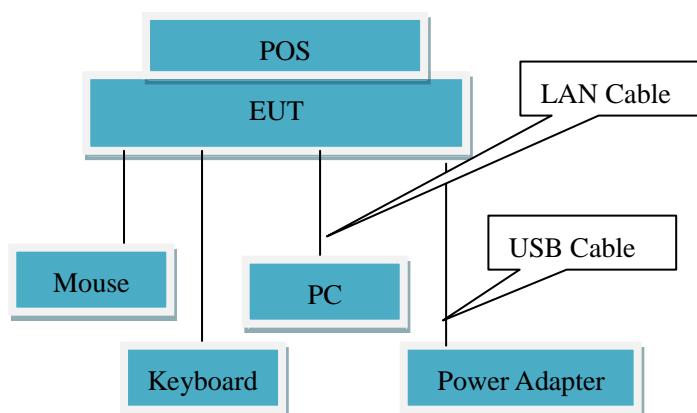 POS
EUT
LAN Cable
USB Cable
Mouse
PC
Keyboard
Power Adapter